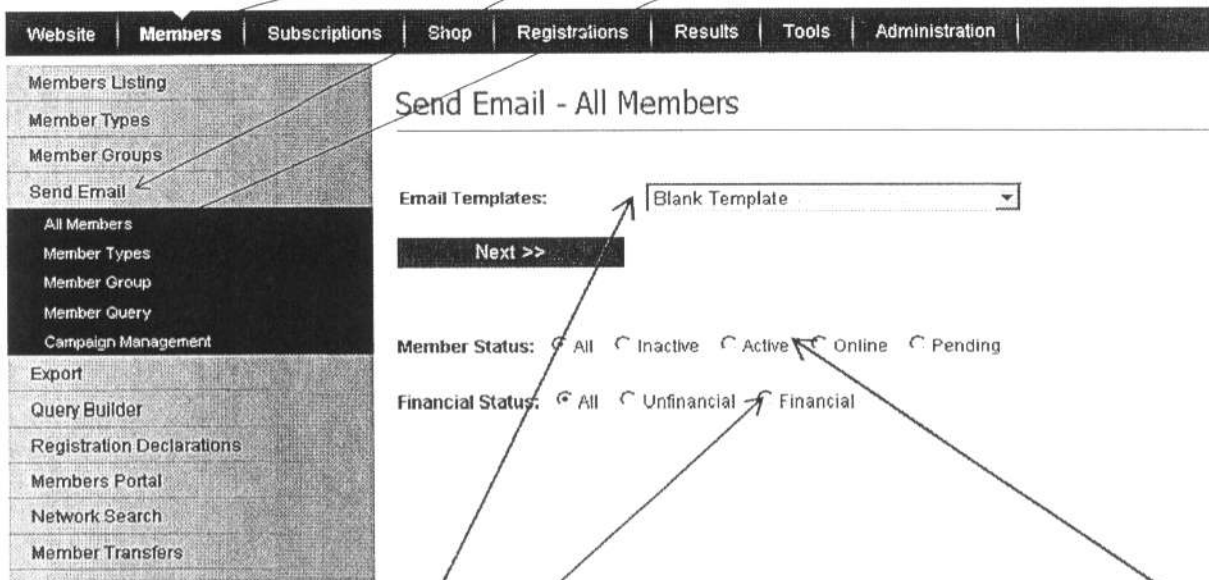 Website Members Subscriptions Shop Registrations Results Tools Administration
Members Listing
Member Types
Member Groups
Send Email
All Members
Member Types
Member Group
Member Query
Campaign Management
Export
Query Builder
Registration Declarations
Members Portal
Network Search
Member Transfers
Send Email - All Members
Email Templates: Blank Template
Next >>
Member Status: All Inactive Active Online Pending
Financial Status: All Unfinancial Financial